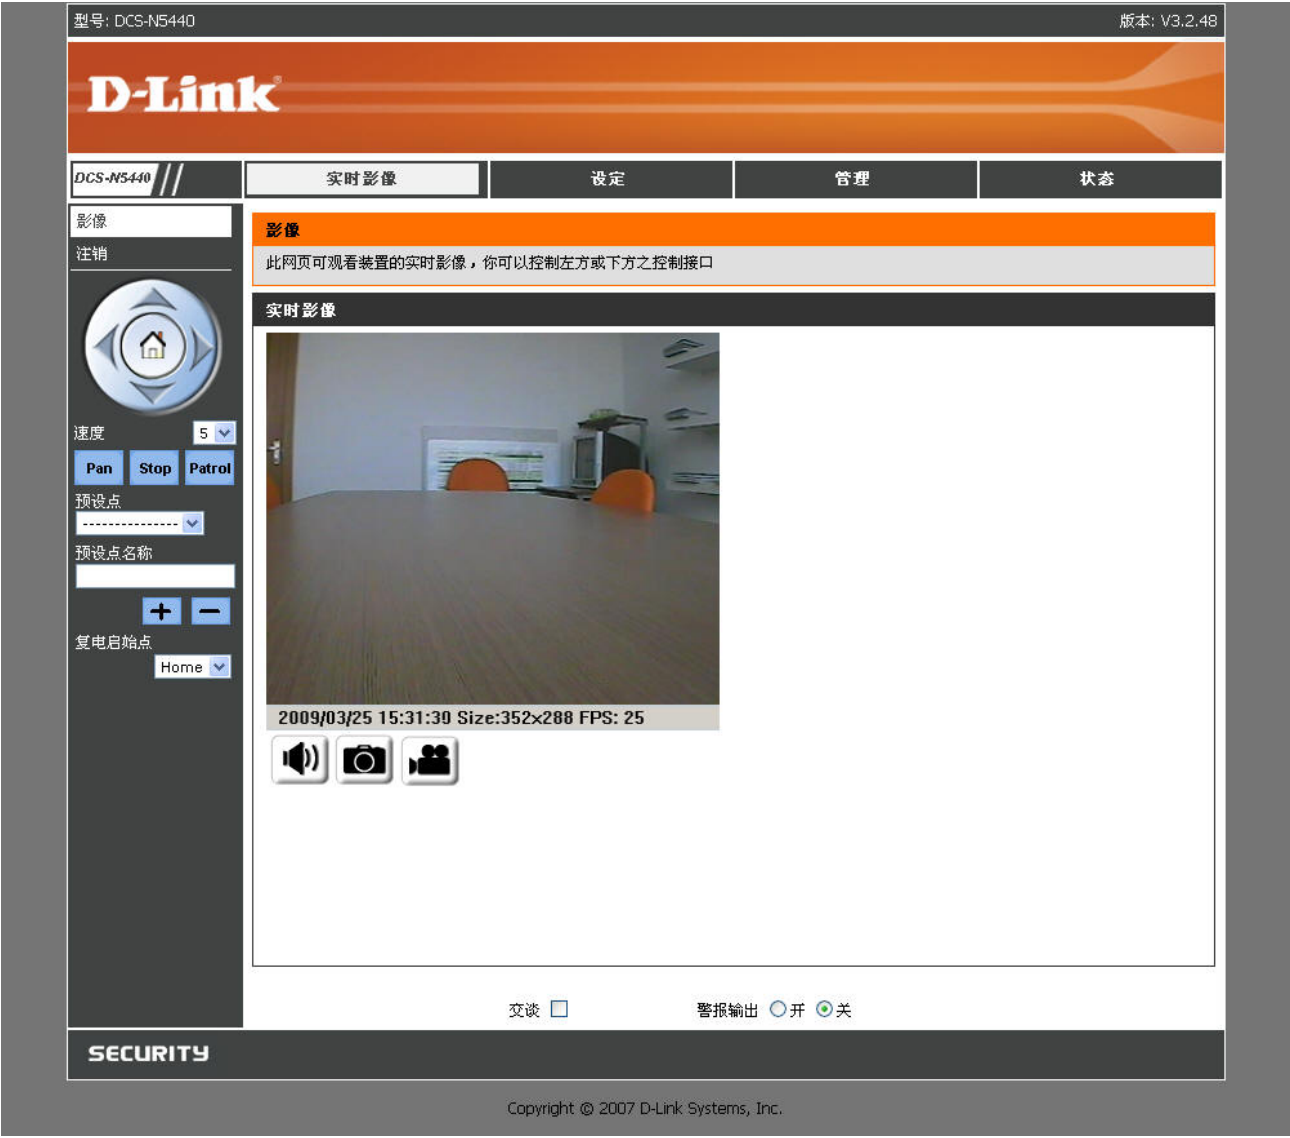 型号: DCS-N5440
版本: V3.2.48
D-Link
DCS-N5440
实时影像
设定
管理
状态
影像
注销
速度
5
Pan
Stop
Patrol
预设点
---------------
预设点名称
复电启始点
Home
影像
此网页可观看装置的实时影像，你可以控制左方或下方之控制接口
实时影像
2009/03/25 15:31:39 Size:352x288 FPS: 25
交谈
警报输出 开 关
SECURITY
Copyright © 2007 D-Link Systems, Inc.